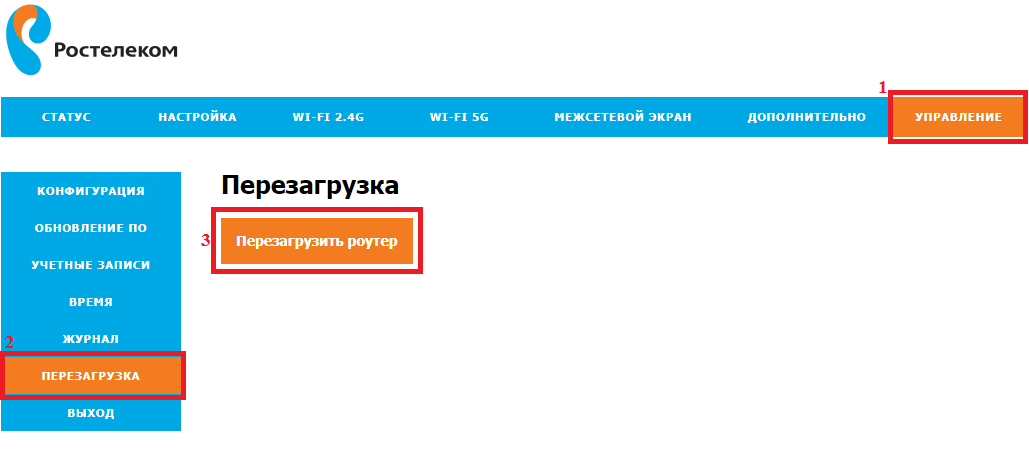 Ростелеком
1
СТАТУС НАСТРОЙКА WI-FI 2.4G WI-FI 5G МЕЖСЕТЕВОЙ ЭКРАН ДОПОЛНИТЕЛЬНО УПРАВЛЕНИЕ
КОНФИГУРАЦИЯ
ОБНОВЛЕНИЕ ПО
УЧЕТНЫЕ ЗАПИСИ
ВРЕМЯ
ЖУРНАЛ
2
ПЕРЕЗАГРУЗКА
ВЫХОД
Перезагрузка
3 Перезагрузить роутер